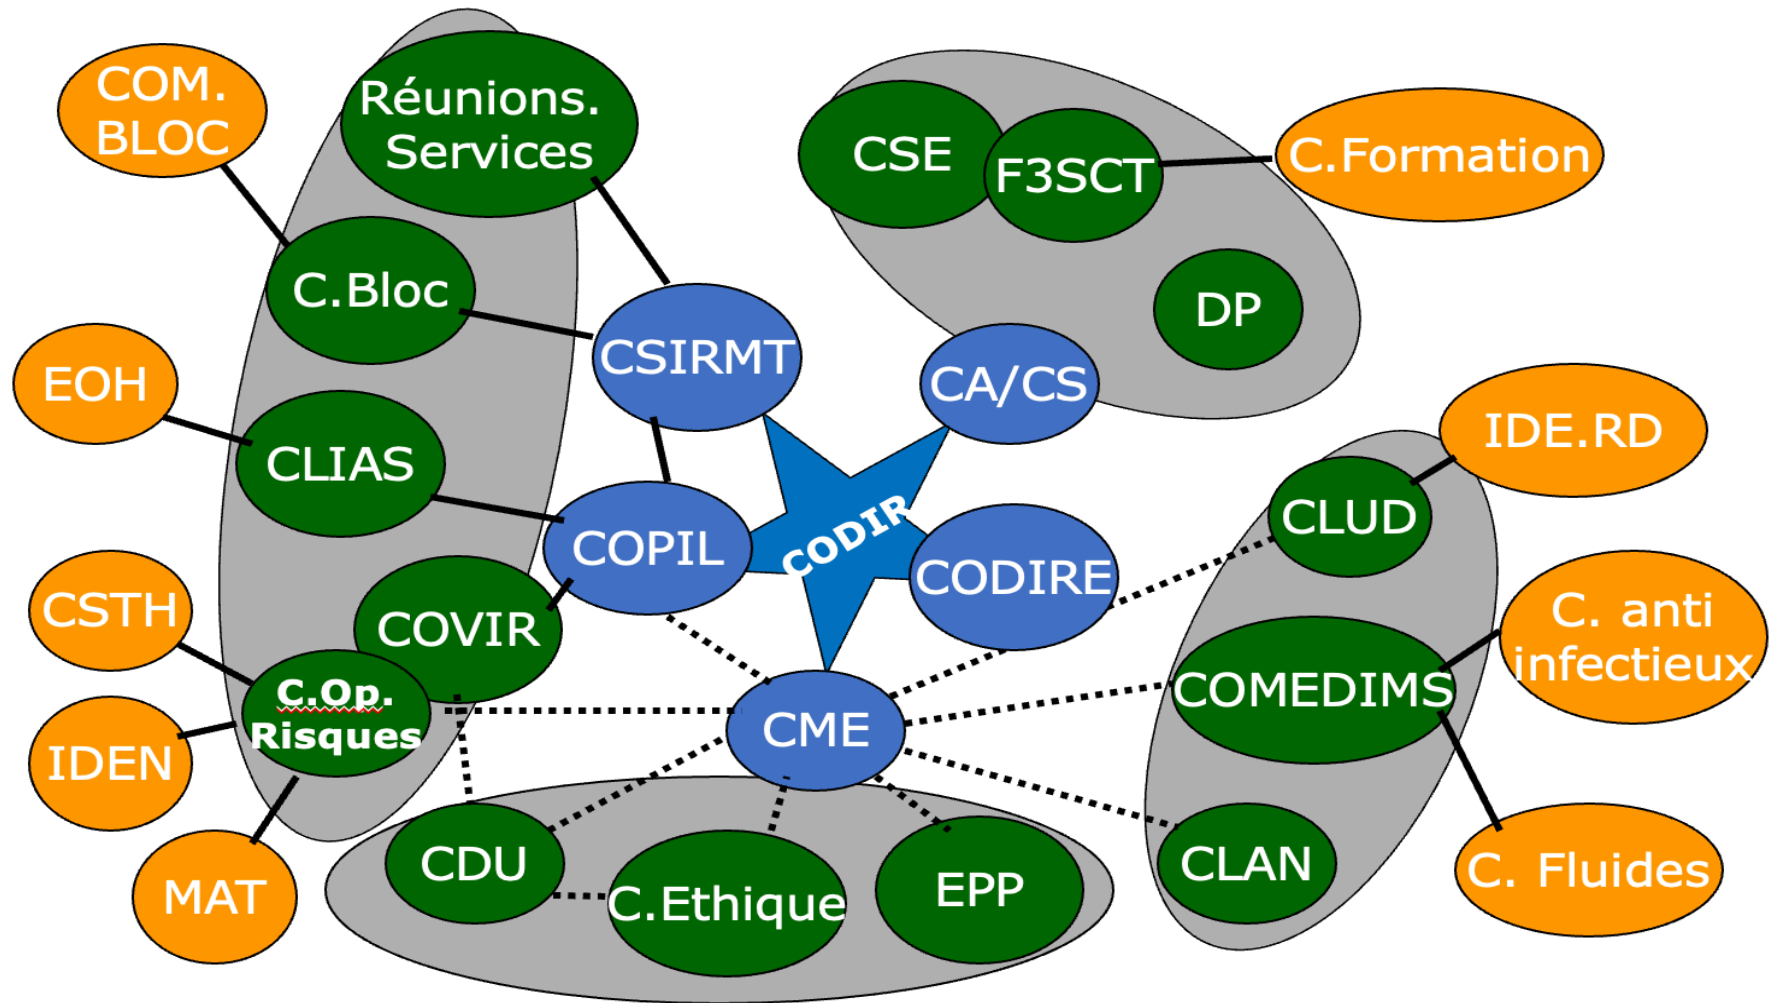 COM.
BLOC
Réunions.
Services
CSE
F3SCT
C.Formation
C.Bloc
DP
CSIRMT
CA/CS
EOH
CLIAS
IDE.RD
CLUD
COPIL
CODIR
CODIRE
CSTH
COVIR
C. anti
infectieux
C.Op.
Risques
COMEDIMS
CME
IDEN
CDU
C.Ethique
EPP
CLAN
C. Fluides
MAT